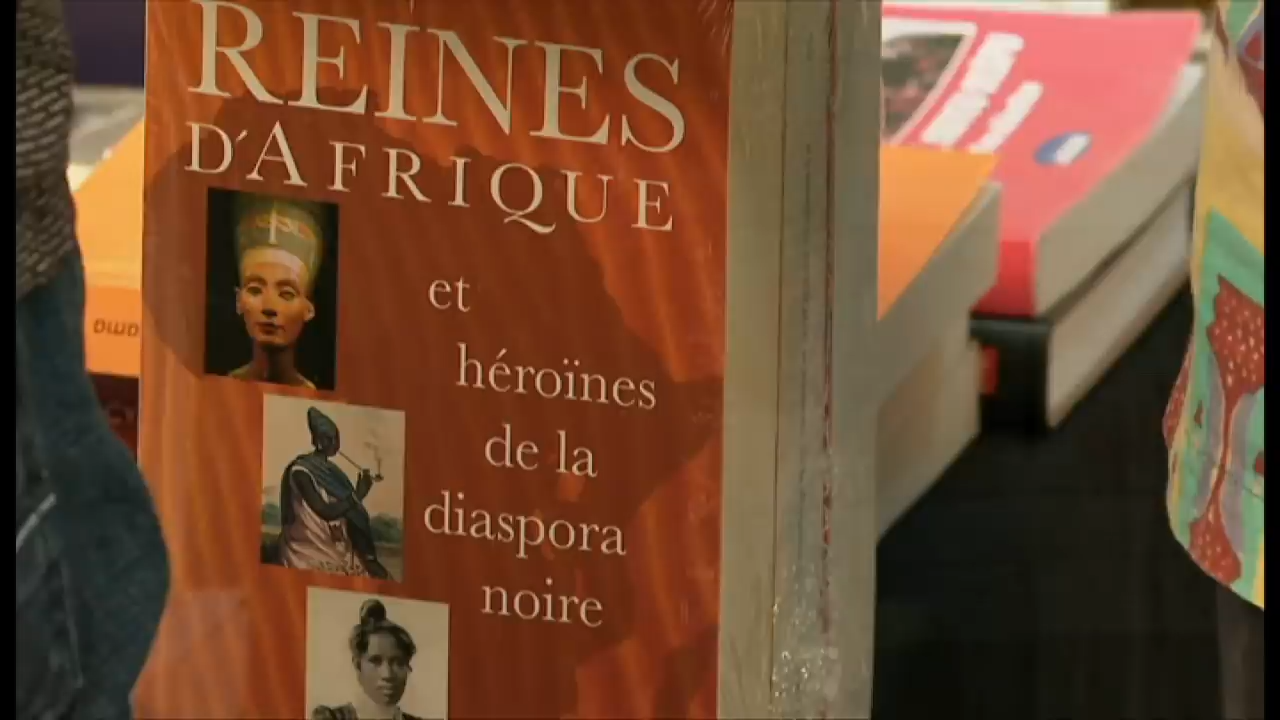 REINES
D'AFRIQUE
et
héroïnes
de la
diaspora
noire